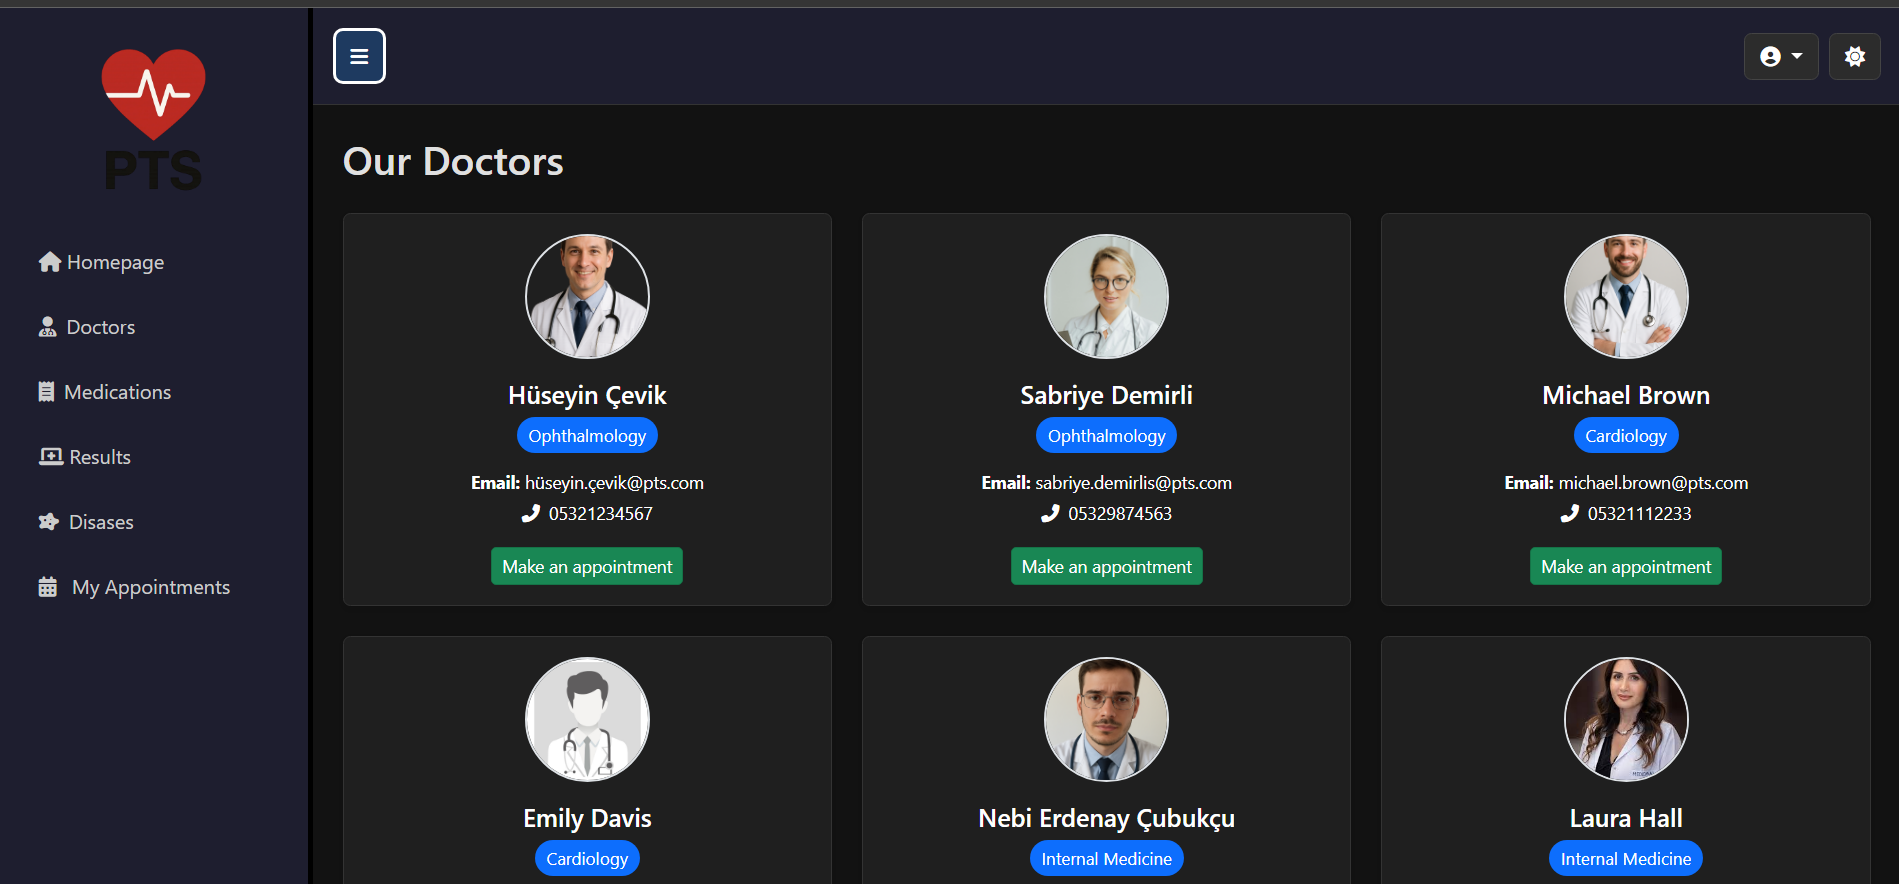 PTS
Homepage
Doctors
Medications
Results
Disases
My Appointments
Our Doctors
Hüseyin Çevik
Ophthalmology
Email: hüseyin.çevik@pts.com
05321234567
Make an appointment
Sabriye Demirli
Ophthalmology
Email: sabriye.demirlis@pts.com
05329874563
Make an appointment
Michael Brown
Cardiology
Email: michael.brown@pts.com
05321112233
Make an appointment
Emily Davis
Cardiology
Nebi Erdenay Çubukçu
Internal Medicine
Laura Hall
Internal Medicine